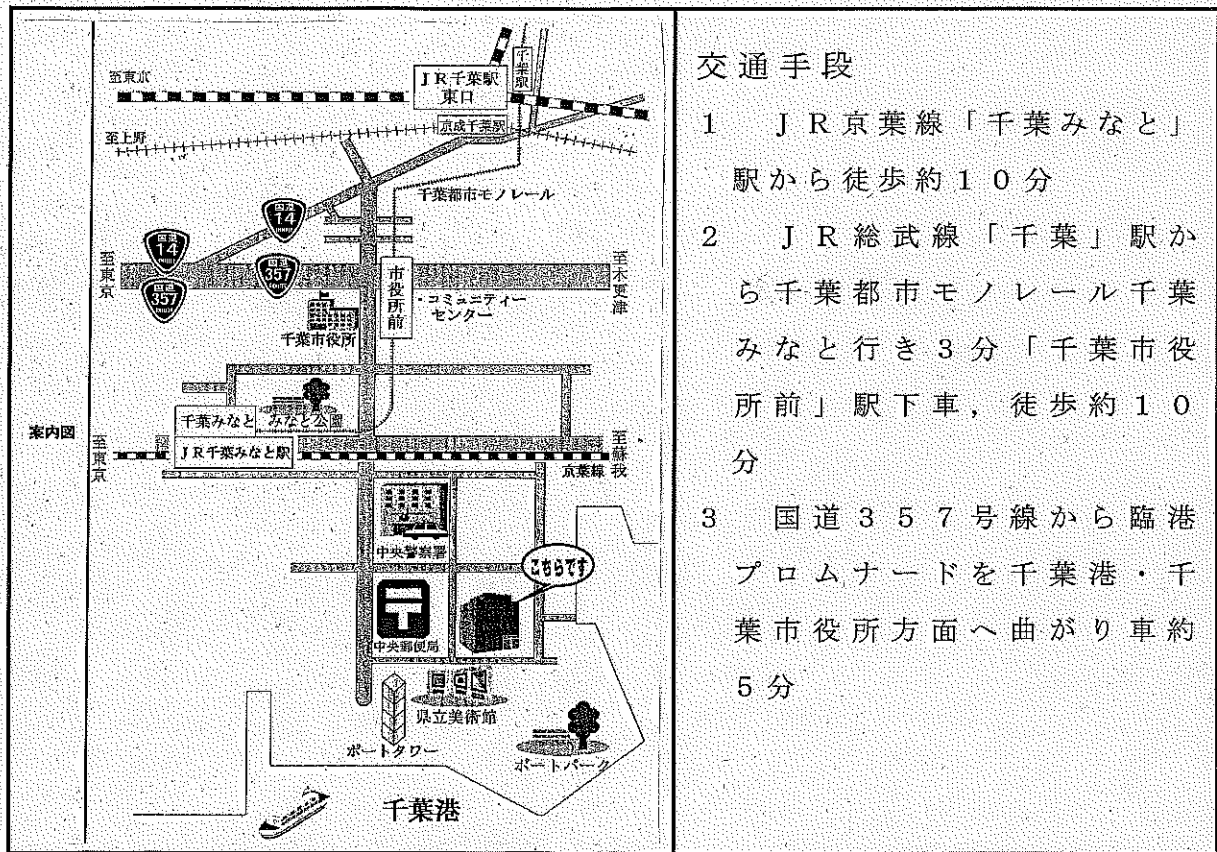 案内図
千葉駅
至東京
JR千葉駅
東口
京成千葉駅
至上野
千葉都市モノレール
国道
14
国道
14
ROUTE
国道
357
ROUTE
国道
357
ROUTE
至東京
至木更津
市役所前
・コミュニティー
センター
千葉市役所
千葉みなと
みなと公園
至東京
JR千葉みなと駅
至蘇我
京葉線
中央警察署
こちらです
中央郵便局
県立美術館
ポートタワー
ポートパーク
千葉港
交通手段
1 JR京葉線「千葉みなと」
駅から徒歩約10分
2 JR総武線「千葉」駅か
ら千葉都市モノレール千葉
みなと行き3分「千葉市役
所前」駅下車,徒歩約10
分
3 国道357号線から臨港
プロムナードを千葉港・千
葉市役所方面へ曲がり車約
5分